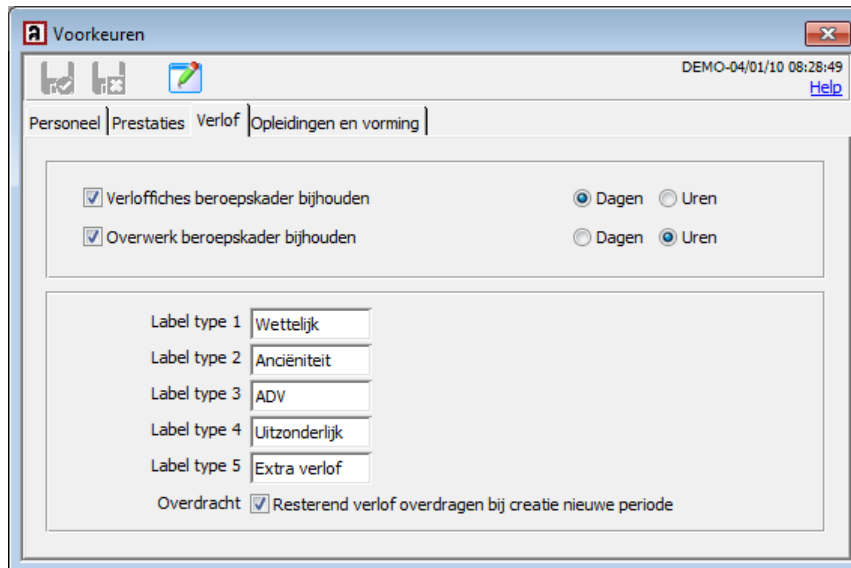 a Voorkeuren
DEMO-04/01/10 08:28:49
Help
Personeel Prestaties Verlof Opleidingen en vorming
Verloffiches beroepskader bijhouden Dagen Uren
Overwerk beroepskader bijhouden Dagen Uren
Label type 1 Wettelijk
Label type 2 Anciëniteit
Label type 3 ADV
Label type 4 Uitzonderlijk
Label type 5 Extra verlof
Overdracht Resterend verlof overdragen bij creatie nieuwe periode